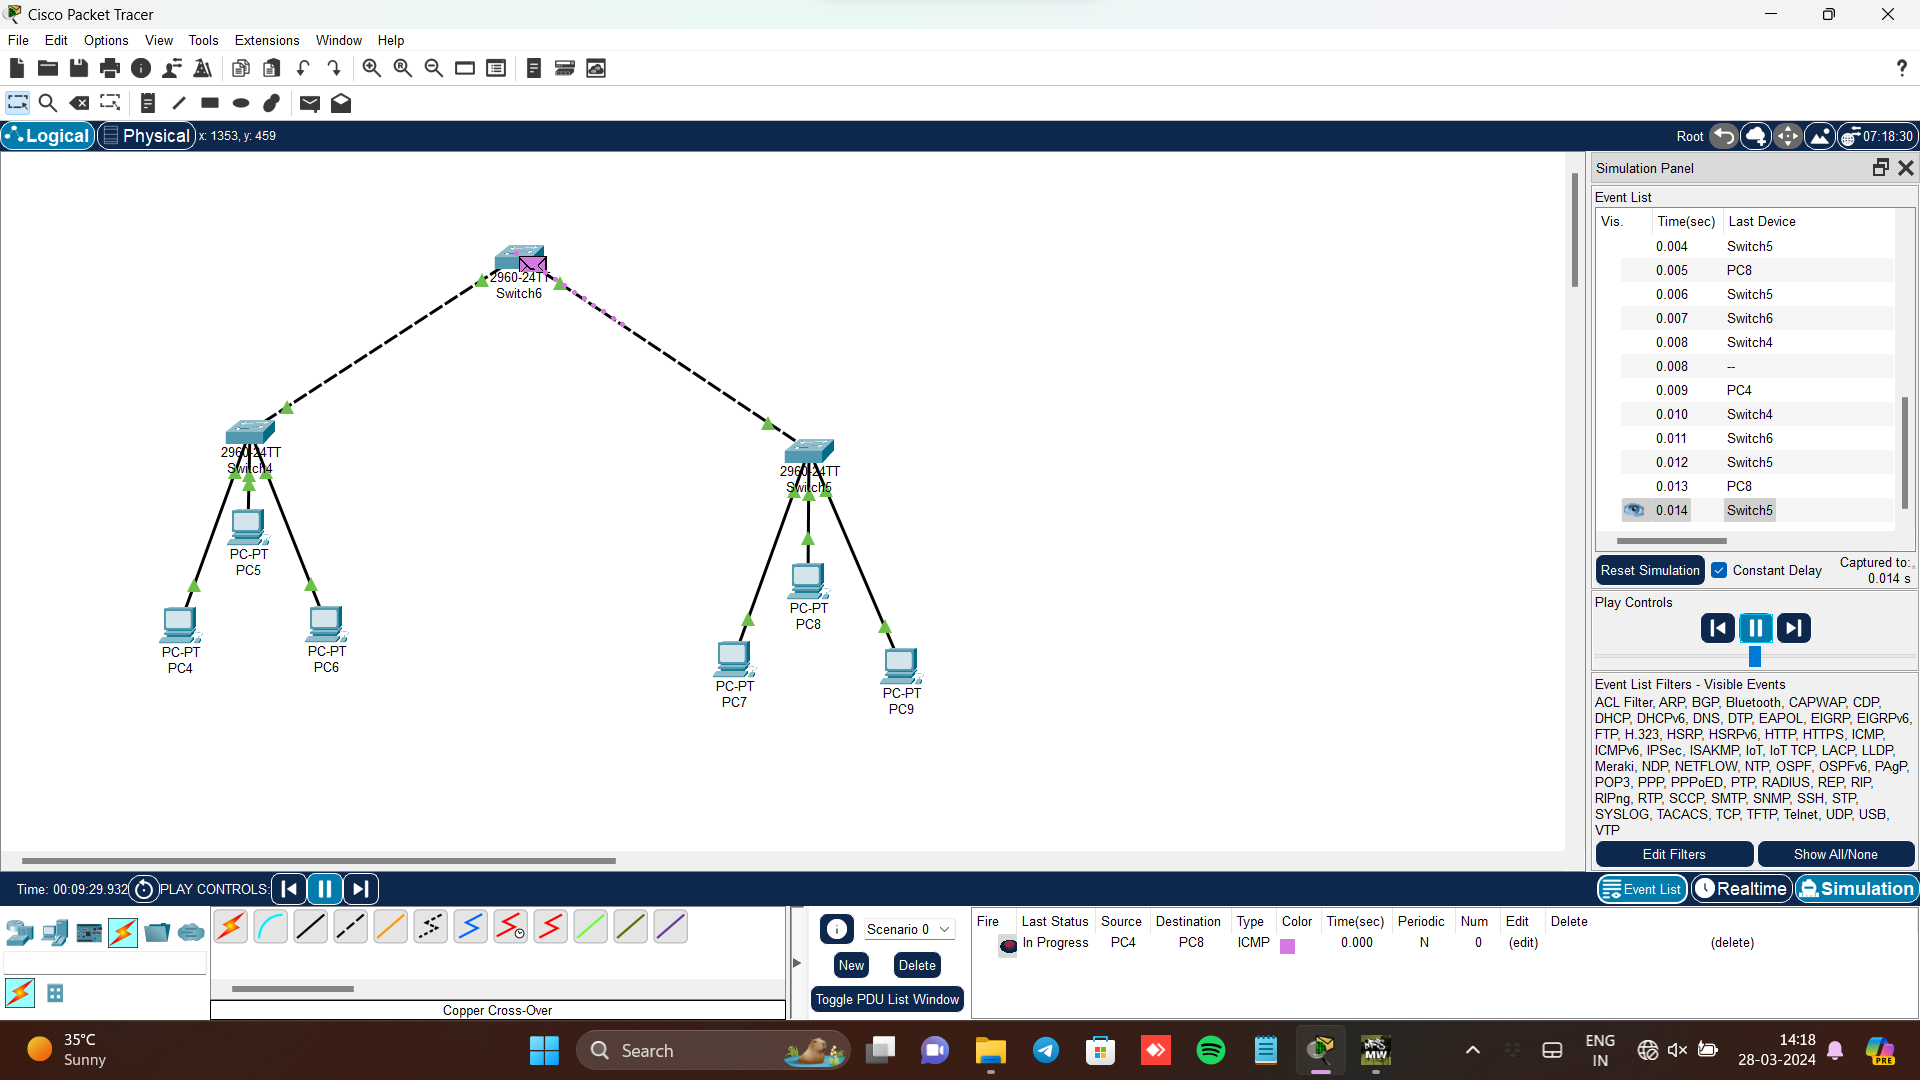 Cisco Packet Tracer
File Edit Options View Tools Extensions Window Help
Logical Physical x: 1353, y: 459 Root 07:18:30
2960-24TT
Switch6
2960-24TT
Switch4
PC-PT
PC5
PC-PT
PC4
PC-PT
PC6
2960-24TT
Switch5
PC-PT
PC8
PC-PT
PC7
PC-PT
PC9
Simulation Panel
Event List
Vis. Time(sec) Last Device
0.004 Switch5
0.005 PC8
0.006 Switch5
0.007 Switch6
0.008 Switch4
0.008 --
0.009 PC4
0.010 Switch4
0.011 Switch6
0.012 Switch5
0.013 PC8
0.014 Switch5
Reset Simulation Constant Delay Captured to:
0.014 s
Play Controls
Event List Filters - Visible Events
ACL Filter, ARP, BGP, Bluetooth, CAPWAP, CDP,
DHCP, DHCPv6, DNS, DTP, EAPOL, EIGRP, EIGRPv6,
FTP, H.323, HSRP, HSRPv6, HTTP, HTTPS, ICMP,
ICMPv6, IPSec, ISAKMP, IoT, IoT TCP, LACP, LLDP,
Meraki, NDP, NETFLOW, NTP, OSPF, OSPFv6, PAgP,
POP3, PPP, PPPoED, PTP, RADIUS, REP, RIP,
RIPng, RTP, SCCP, SMTP, SNMP, SSH, STP,
SYSLOG, TACACS, TCP, TFTP, Telnet, UDP, USB,
VTP
Edit Filters Show All/None
Time: 00:09:29.932 PLAY CONTROLS: Event List Realtime Simulation
Copper Cross-Over
Scenario 0
New Delete
Toggle PDU List Window
Fire Last Status Source Destination Type Color Time(sec) Periodic Num Edit Delete
In Progress PC4 PC8 ICMP 0.000 N 0 (edit) (delete)
35°C
Sunny
Search
MW
ENG
IN
14:18
28-03-2024
PRE